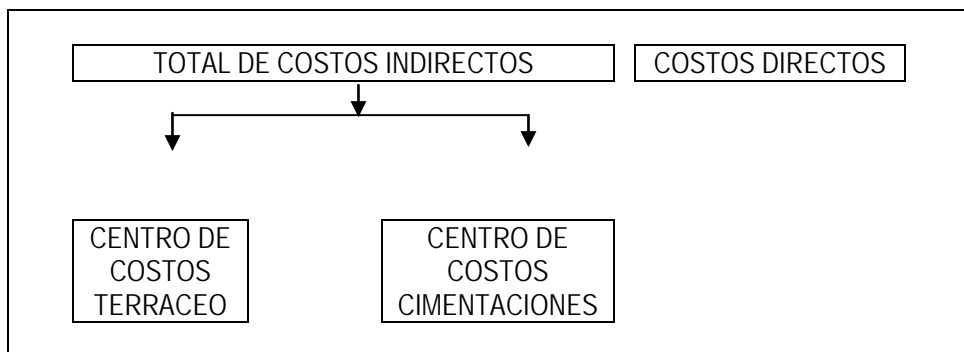 TOTAL DE COSTOS INDIRECTOS
COSTOS DIRECTOS
CENTRO DE
COSTOS
TERRACEO
CENTRO DE
COSTOS
CIMENTACIONES